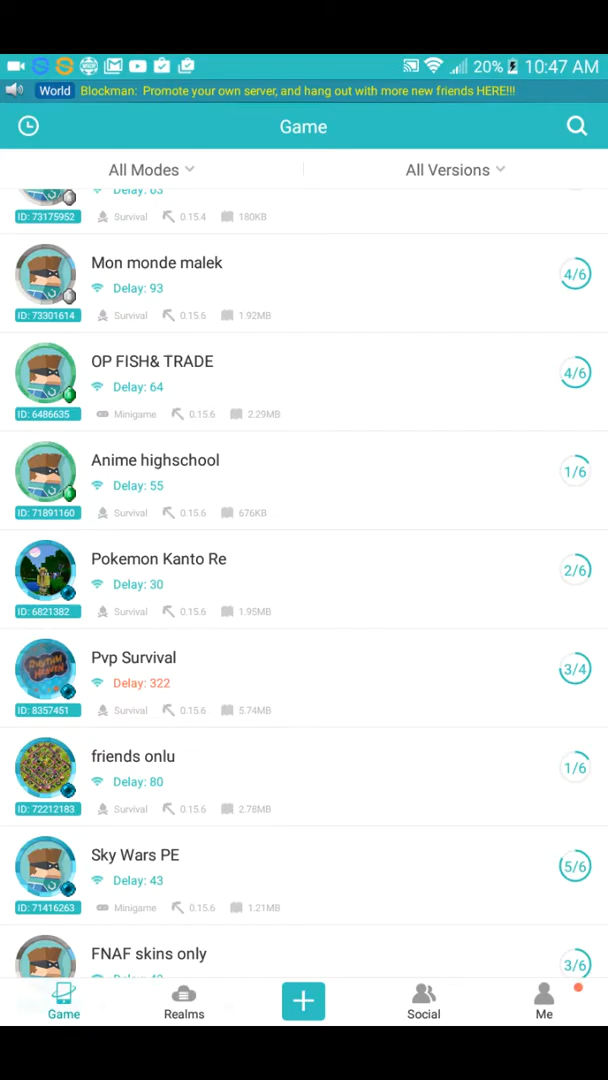 20% 10:47 AM
World Blockman: Promote your own server, and hang out with more new friends HERE!!!
Game
All Modes All Versions
Delay: 63
ID: 73175952 Survival 0.15.4 180KB
Mon monde malek
Delay: 93
4/6
ID: 73301614 Survival 0.15.6 1.92MB
OP FISH& TRADE
Delay: 64
4/6
ID: 6486635 Minigame 0.15.6 2.29MB
Anime highschool
Delay: 55
1/6
ID: 71891160 Survival 0.15.6 676KB
Pokemon Kanto Re
Delay: 30
2/6
ID: 6821382 Survival 0.15.6 1.95MB
Pvp Survival
Delay: 322
3/4
RHYTHM HEAVEN
ID: 8357451 Survival 0.15.6 5.74MB
friends onlu
Delay: 80
1/6
ID: 72212183 Survival 0.15.6 2.78MB
Sky Wars PE
Delay: 43
5/6
ID: 71416263 Minigame 0.15.6 1.21MB
FNAF skins only
3/6
Game Realms Social Me